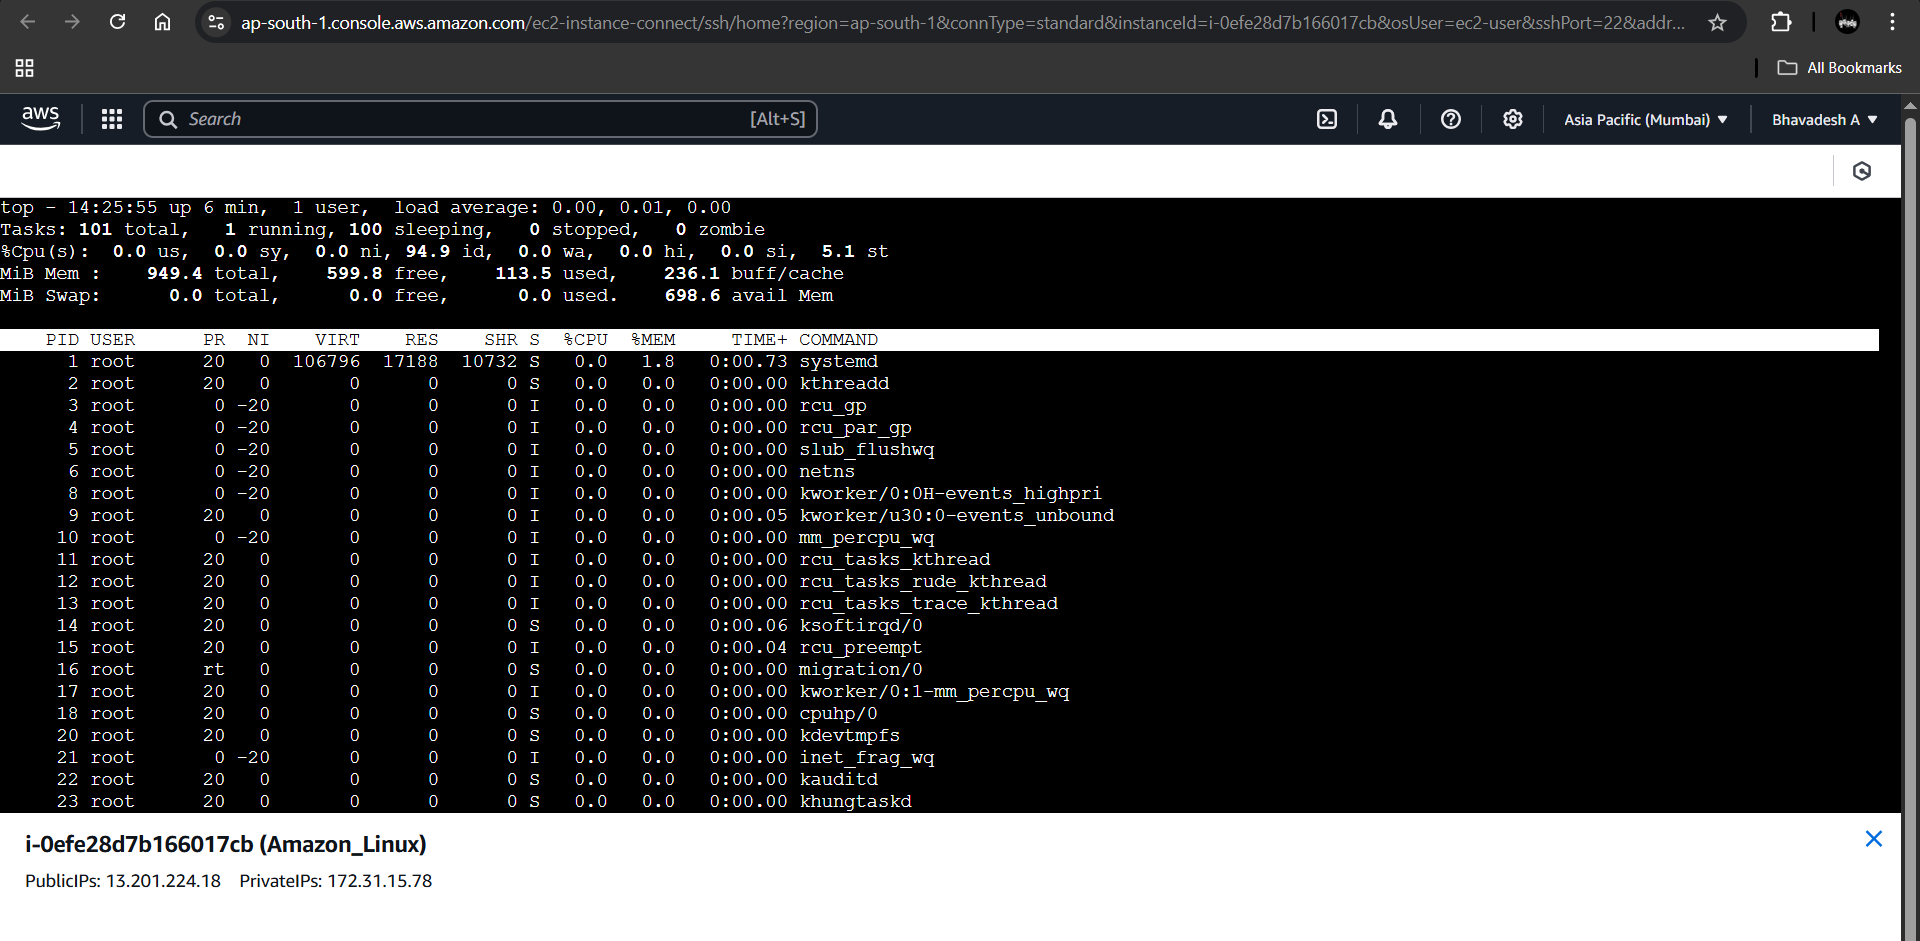 ap-south-1.console.aws.amazon.com/ec2-instance-connect/ssh/home?region=ap-south-1&connType=standard&instanceId=i-0efe28d7b166017cb&osUser=ec2-user&sshPort=22&addr...
All Bookmarks
aws Search [Alt+S] Asia Pacific (Mumbai) Bhavadesh A
top - 14:25:55 up 6 min,  1 user,  load average: 0.00, 0.01, 0.00
Tasks: 101 total,   1 running, 100 sleeping,   0 stopped,   0 zombie
%Cpu(s):  0.0 us,  0.0 sy,  0.0 ni, 94.9 id,  0.0 wa,  0.0 hi,  0.0 si,  5.1 st
MiB Mem :    949.4 total,    599.8 free,    113.5 used,    236.1 buff/cache
MiB Swap:      0.0 total,      0.0 free,      0.0 used.    698.6 avail Mem
PID USER      PR  NI    VIRT    RES    SHR S  %CPU  %MEM     TIME+ COMMAND
1 root      20   0  106796  17188  10732 S   0.0   1.8   0:00.73 systemd
2 root      20   0       0      0      0 S   0.0   0.0   0:00.00 kthreadd
3 root       0 -20       0      0      0 I   0.0   0.0   0:00.00 rcu_gp
4 root       0 -20       0      0      0 I   0.0   0.0   0:00.00 rcu_par_gp
5 root       0 -20       0      0      0 I   0.0   0.0   0:00.00 slub_flushwq
6 root       0 -20       0      0      0 I   0.0   0.0   0:00.00 netns
8 root       0 -20       0      0      0 I   0.0   0.0   0:00.00 kworker/0:0H-events_highpri
9 root      20   0       0      0      0 I   0.0   0.0   0:00.05 kworker/u30:0-events_unbound
10 root       0 -20       0      0      0 I   0.0   0.0   0:00.00 mm_percpu_wq
11 root      20   0       0      0      0 I   0.0   0.0   0:00.00 rcu_tasks_kthread
12 root      20   0       0      0      0 I   0.0   0.0   0:00.00 rcu_tasks_rude_kthread
13 root      20   0       0      0      0 I   0.0   0.0   0:00.00 rcu_tasks_trace_kthread
14 root      20   0       0      0      0 S   0.0   0.0   0:00.06 ksoftirqd/0
15 root      20   0       0      0      0 I   0.0   0.0   0:00.04 rcu_preempt
16 root      rt   0       0      0      0 S   0.0   0.0   0:00.00 migration/0
17 root      20   0       0      0      0 I   0.0   0.0   0:00.00 kworker/0:1-mm_percpu_wq
18 root      20   0       0      0      0 S   0.0   0.0   0:00.00 cpuhp/0
20 root      20   0       0      0      0 S   0.0   0.0   0:00.00 kdevtmpfs
21 root       0 -20       0      0      0 I   0.0   0.0   0:00.00 inet_frag_wq
22 root      20   0       0      0      0 S   0.0   0.0   0:00.00 kauditd
23 root      20   0       0      0      0 S   0.0   0.0   0:00.00 khungtaskd
i-0efe28d7b166017cb (Amazon_Linux)
PublicIPs: 13.201.224.18 PrivateIPs: 172.31.15.78